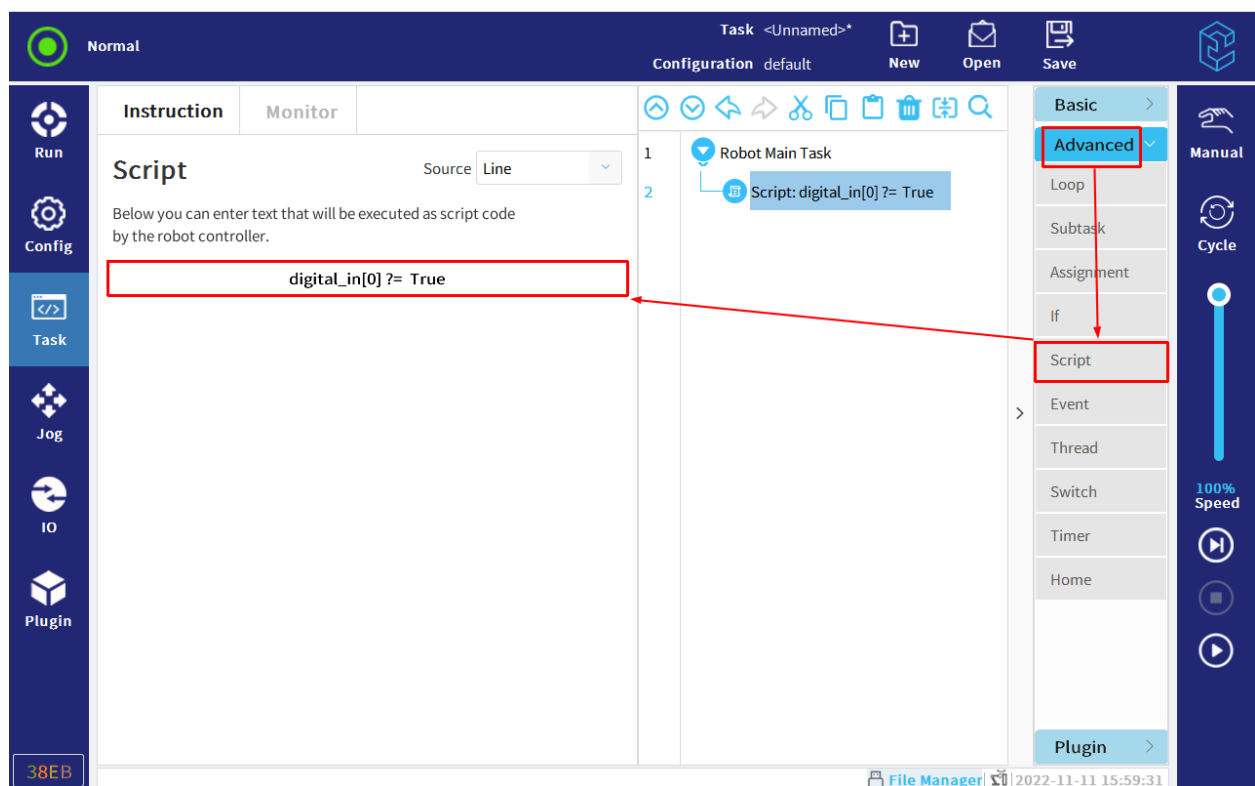 Normal
Task <Unnamed>*
Configuration default
New
Open
Save
Run
Config
Task
Jog
IO
Plugin
38EB
Instruction
Monitor
Script
Source Line
Below you can enter text that will be executed as script code
by the robot controller.
digital_in[0] ?= True
1 Robot Main Task
2 Script: digital_in[0] ?= True
Basic
Advanced
Loop
Subtask
Assignment
If
Script
Event
Thread
Switch
Timer
Home
Plugin
Manual
Cycle
100%
Speed
File Manager 2022-11-11 15:59:31